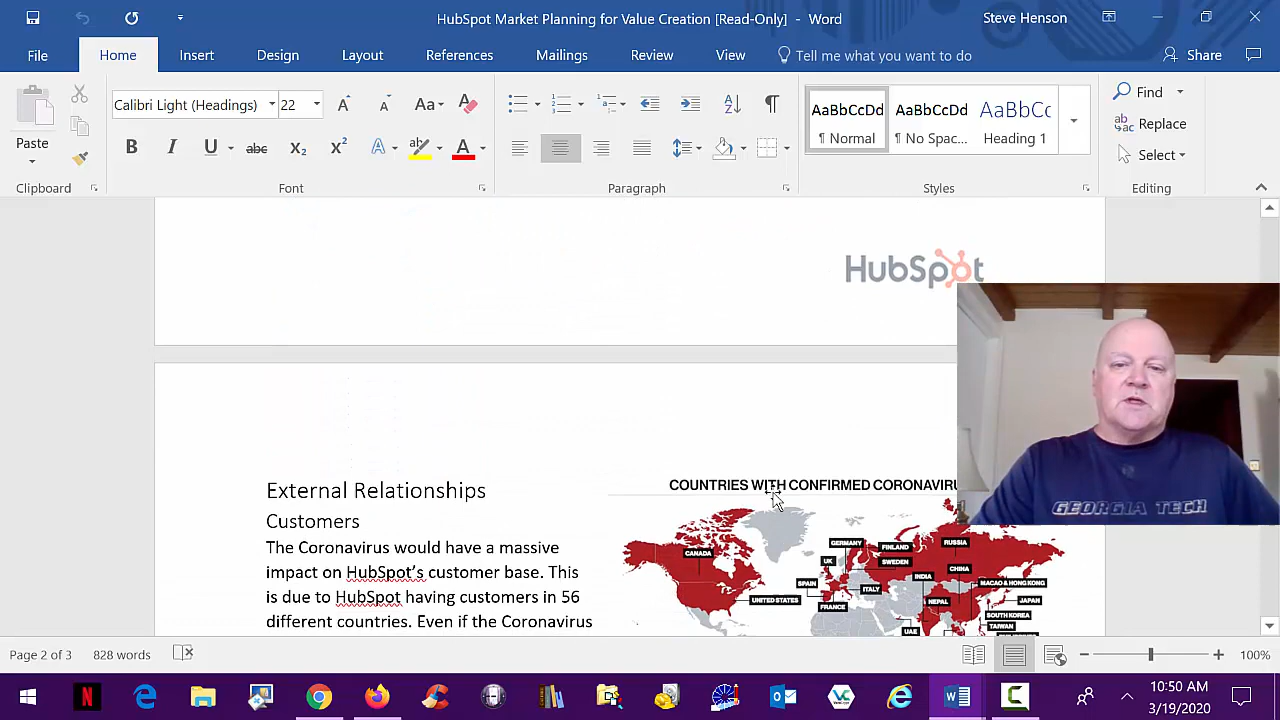 HubSpot Market Planning for Value Creation [Read-Only] - Word
Steve Henson
File Home Insert Design Layout References Mailings Review View Tell me what you want to do Share
Paste
Clipboard
Calibri Light (Headings) 22
Font
Paragraph
AaBbCcDd AaBbCcDd AaBbCc
¶ Normal ¶ No Spac... Heading 1
Styles
Find
Replace
Select
Editing
HubSpot
External Relationships
Customers
The Coronavirus would have a massive
impact on HubSpot's customer base. This
is due to HubSpot having customers in 56
different countries. Even if the Coronavirus
COUNTRIES WITH CONFIRMED CORONAVIRU
CANADA
UNITED STATES
GERMANY
FINLAND
RUSSIA
UK
SWEDEN
SPAIN
INDIA
CHINA
ITALY
MACAO & HONG KONG
FRANCE
NEPAL
JAPAN
SOUTH KOREA
TAIWAN
UAE
GEORGIA TECH
Page 2 of 3 828 words 100%
10:50 AM
3/19/2020